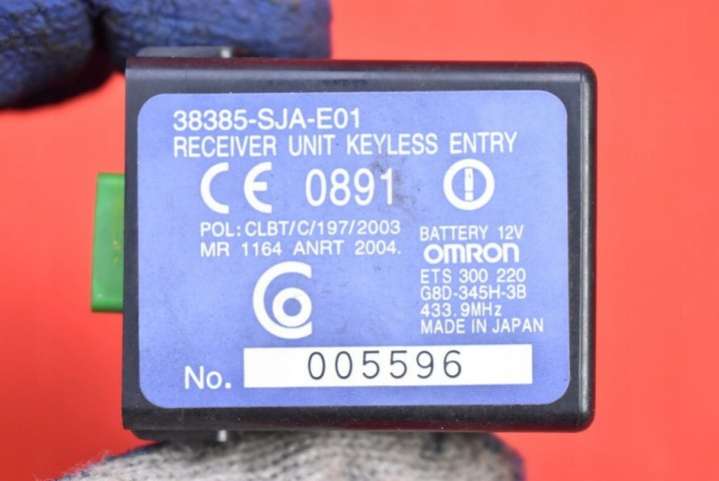 38385-SJA-E01
RECEIVER UNIT KEYLESS ENTRY
CE 0891
POL: CLBT/C/197/2003
MR 1164 ANRT 2004.
BATTERY 12V
OMRON
ETS 300 220
G8D-345H-3B
433.9MHz
MADE IN JAPAN
No. 005596